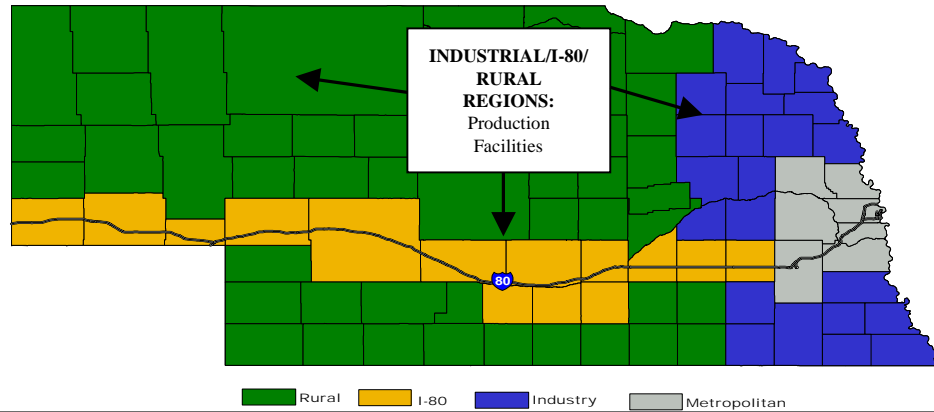 INDUSTRIAL/I-80/
RURAL
REGIONS:
Production
Facilities
80
Rural
I-80
Industry
Metropolitan